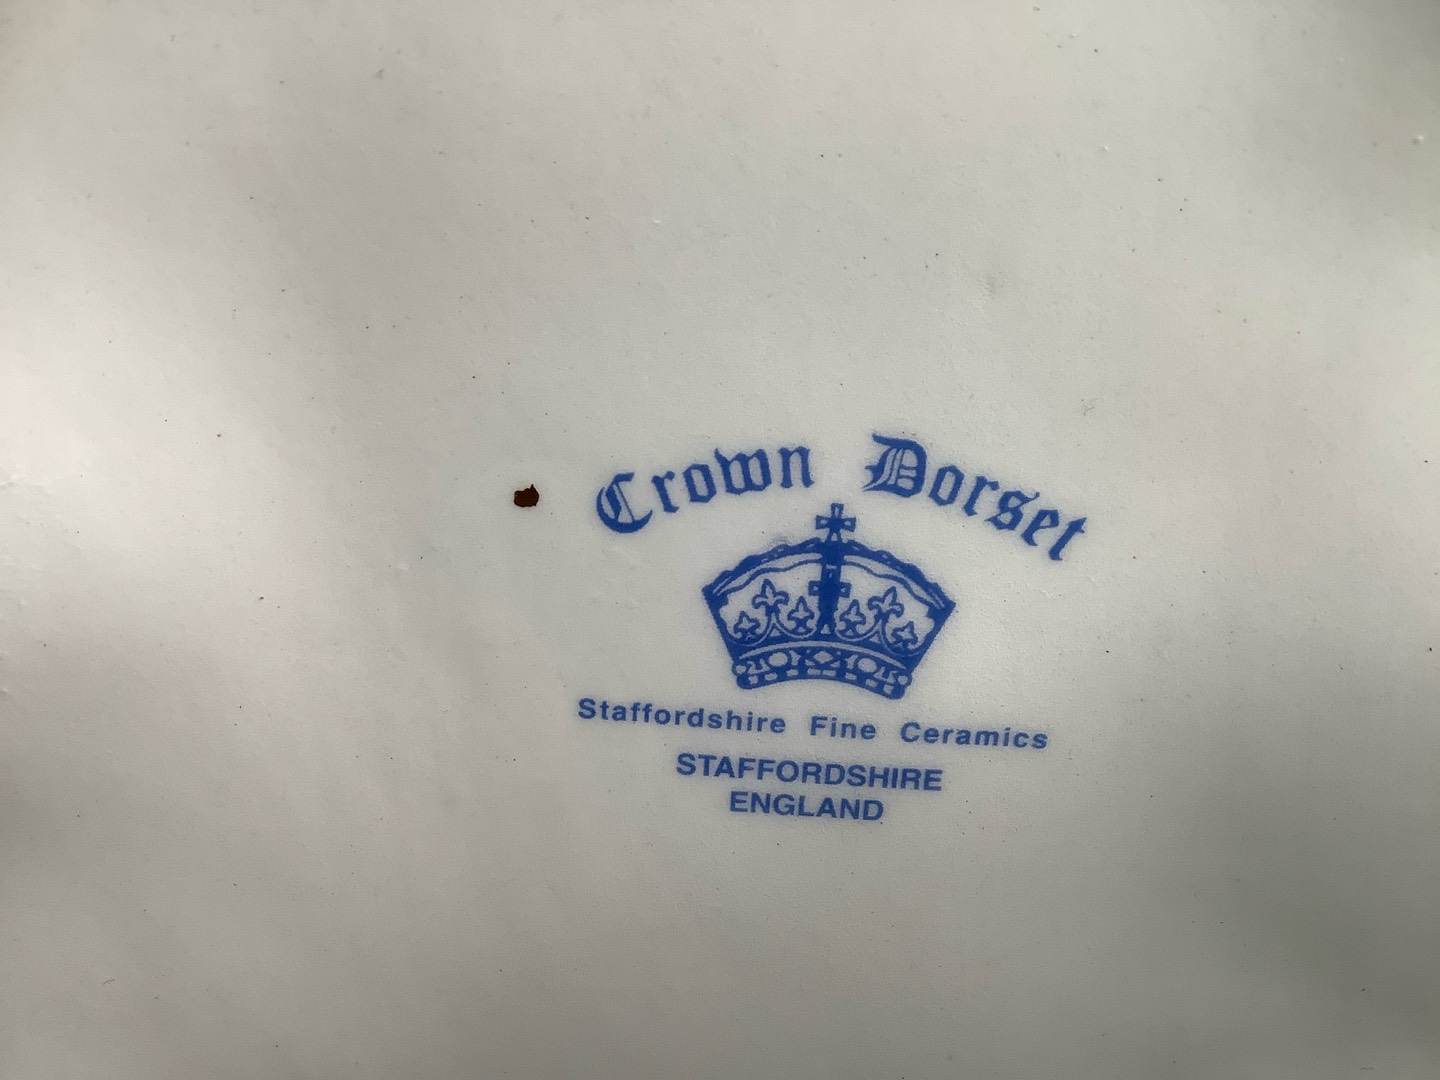 Crown Dorset
Staffordshire Fine Ceramics
STAFFORDSHIRE
ENGLAND